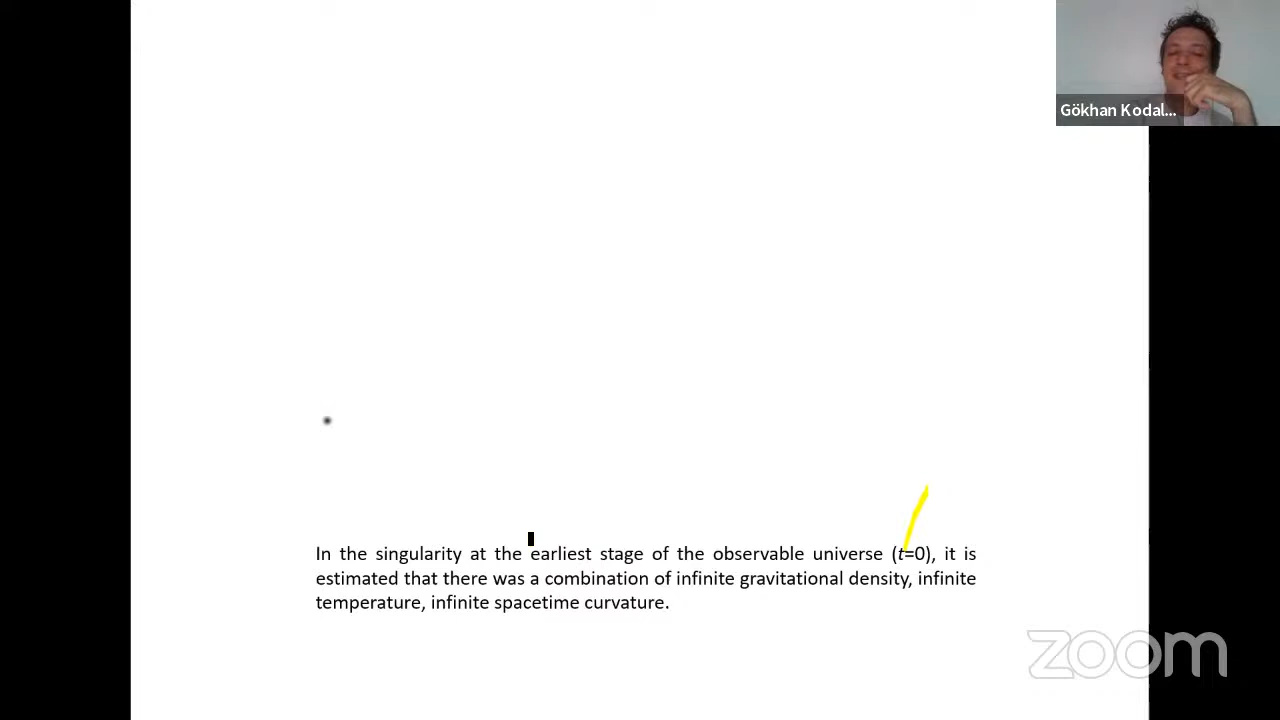 Gökhan Kodal...
In the singularity at the earliest stage of the observable universe (t=0), it is
estimated that there was a combination of infinite gravitational density, infinite
temperature, infinite spacetime curvature.
zoom